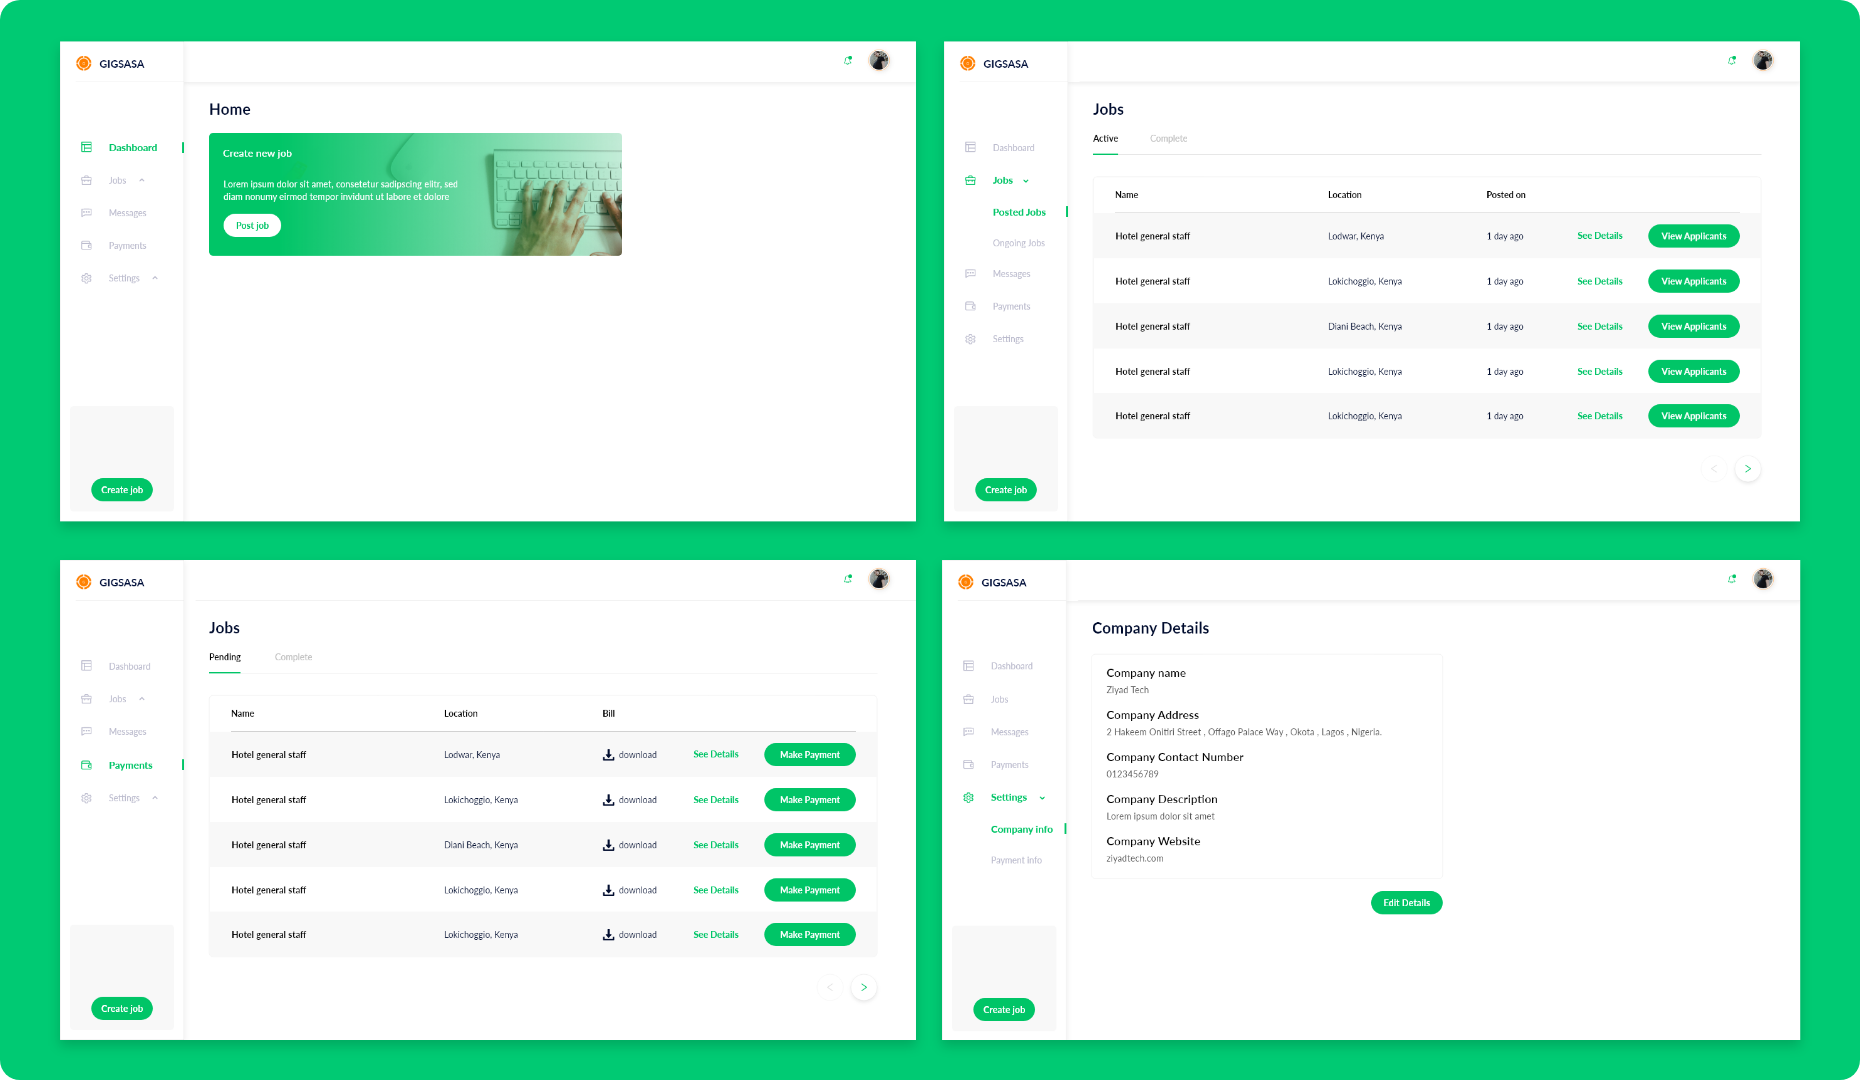 GIGSASA
Dashboard
Jobs
Messages
Payments
Settings
Create job
Home
Create new job
Lorem ipsum dolor sit amet, consetetur sadipscing elitr, sed
diam nonumy eirmod tempor invidunt ut labore et dolore
Post job
GIGSASA
Dashboard
Jobs
Posted Jobs
Ongoing Jobs
Messages
Payments
Settings
Create job
Jobs
Active Complete
Name Location Posted on
Hotel general staff Lodwar, Kenya 1 day ago See Details View Applicants
Hotel general staff Lokichoggio, Kenya 1 day ago See Details View Applicants
Hotel general staff Diani Beach, Kenya 1 day ago See Details View Applicants
Hotel general staff Lokichoggio, Kenya 1 day ago See Details View Applicants
Hotel general staff Lokichoggio, Kenya 1 day ago See Details View Applicants
GIGSASA
Dashboard
Jobs
Messages
Payments
Settings
Create job
Jobs
Pending Complete
Name Location Bill
Hotel general staff Lodwar, Kenya download See Details Make Payment
Hotel general staff Lokichoggio, Kenya download See Details Make Payment
Hotel general staff Diani Beach, Kenya download See Details Make Payment
Hotel general staff Lokichoggio, Kenya download See Details Make Payment
Hotel general staff Lokichoggio, Kenya download See Details Make Payment
GIGSASA
Dashboard
Jobs
Messages
Payments
Settings
Company info
Payment info
Create job
Company Details
Company name
Ziyad Tech
Company Address
2 Hakeem Onitiri Street , Offago Palace Way , Okota , Lagos , Nigeria.
Company Contact Number
0123456789
Company Description
Lorem ipsum dolor sit amet
Company Website
ziyadtech.com
Edit Details